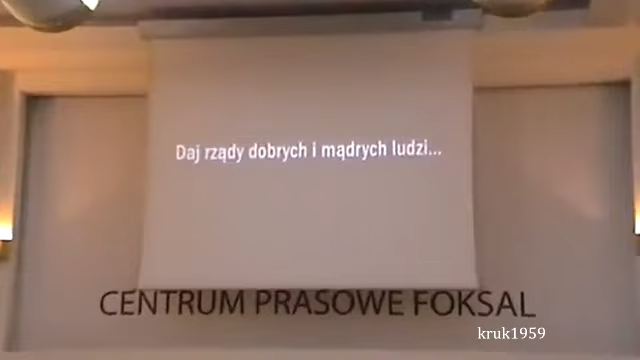 Daj rządy dobrych i mądrych ludzi...
CENTRUM PRASOWE FOKSAL
kruk1959